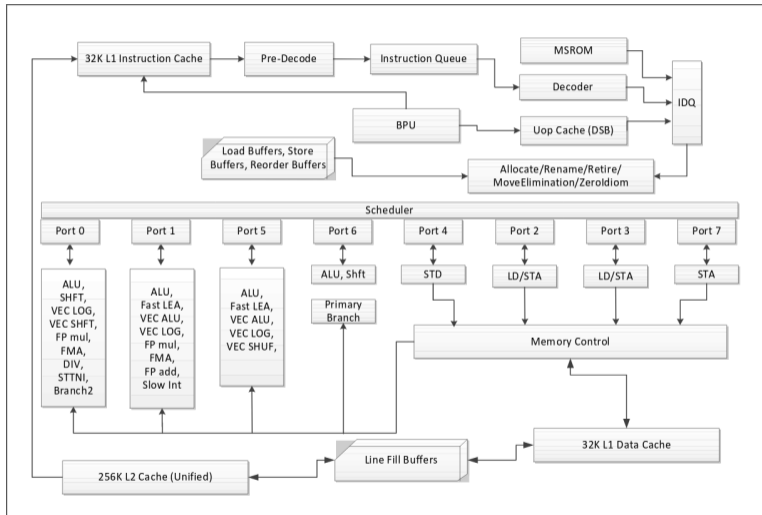 32K L1 Instruction Cache
Pre-Decode
Instruction Queue
MSROM
Decoder
IDQ
BPU
Uop Cache (DSB)
Load Buffers, Store
Buffers, Reorder Buffers
Allocate/Rename/Retire/
MoveElimination/ZeroIdiom
Scheduler
Port 0
Port 1
Port 5
Port 6
Port 4
Port 2
Port 3
Port 7
ALU,
SHFT,
VEC LOG,
VEC SHFT,
FP mul,
FMA,
DIV,
STTNI,
Branch2
ALU,
Fast LEA,
VEC ALU,
VEC LOG,
FP mul,
FMA,
FP add,
Slow Int
ALU,
Fast LEA,
VEC ALU,
VEC LOG,
VEC SHUF,
ALU, Shft
Primary
Branch
STD
LD/STA
LD/STA
STA
Memory Control
32K L1 Data Cache
Line Fill Buffers
256K L2 Cache (Unified)